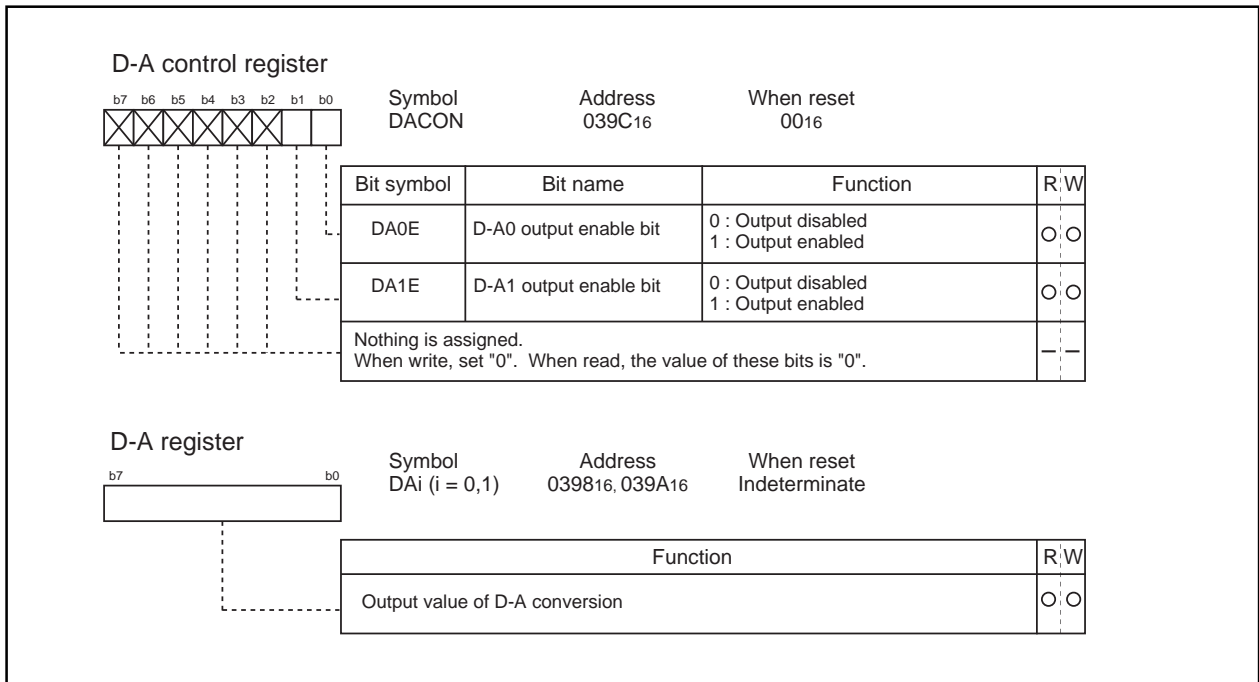 D-A control register
b7 b6 b5 b4 b3 b2 b1 b0
Symbol Address When reset
DACON 039C16 0016
Bit symbol Bit name Function R W
DA0E D-A0 output enable bit 0 : Output disabled
1 : Output enabled
DA1E D-A1 output enable bit 0 : Output disabled
1 : Output enabled
Nothing is assigned.
When write, set "0". When read, the value of these bits is "0".
D-A register
b7 b0
Symbol Address When reset
DAi (i = 0,1) 039816, 039A16 Indeterminate
Function R W
Output value of D-A conversion